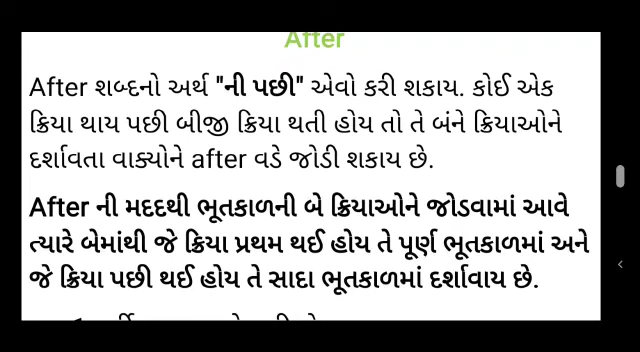 After
After શબ્દનો અર્થ "ની પછી" એવો કરી શકાય. કોઈ એક
ક્રિયા થાય પછી બીજી ક્રિયા થતી હોય તો તે બંને ક્રિયાઓને
દર્શાવતા વાક્યોને after વડે જોડી શકાય છે.
After ની મદદથી ભૂતકાળની બે ક્રિયાઓને જોડવામાં આવે
ત્યારે બેમાંથી જે ક્રિયા પ્રથમ થઈ હોય તે પૂર્ણ ભૂતકાળમાં અને
જે ક્રિયા પછી થઈ હોય તે સાદા ભૂતકાળમાં દર્શાવાય છે.